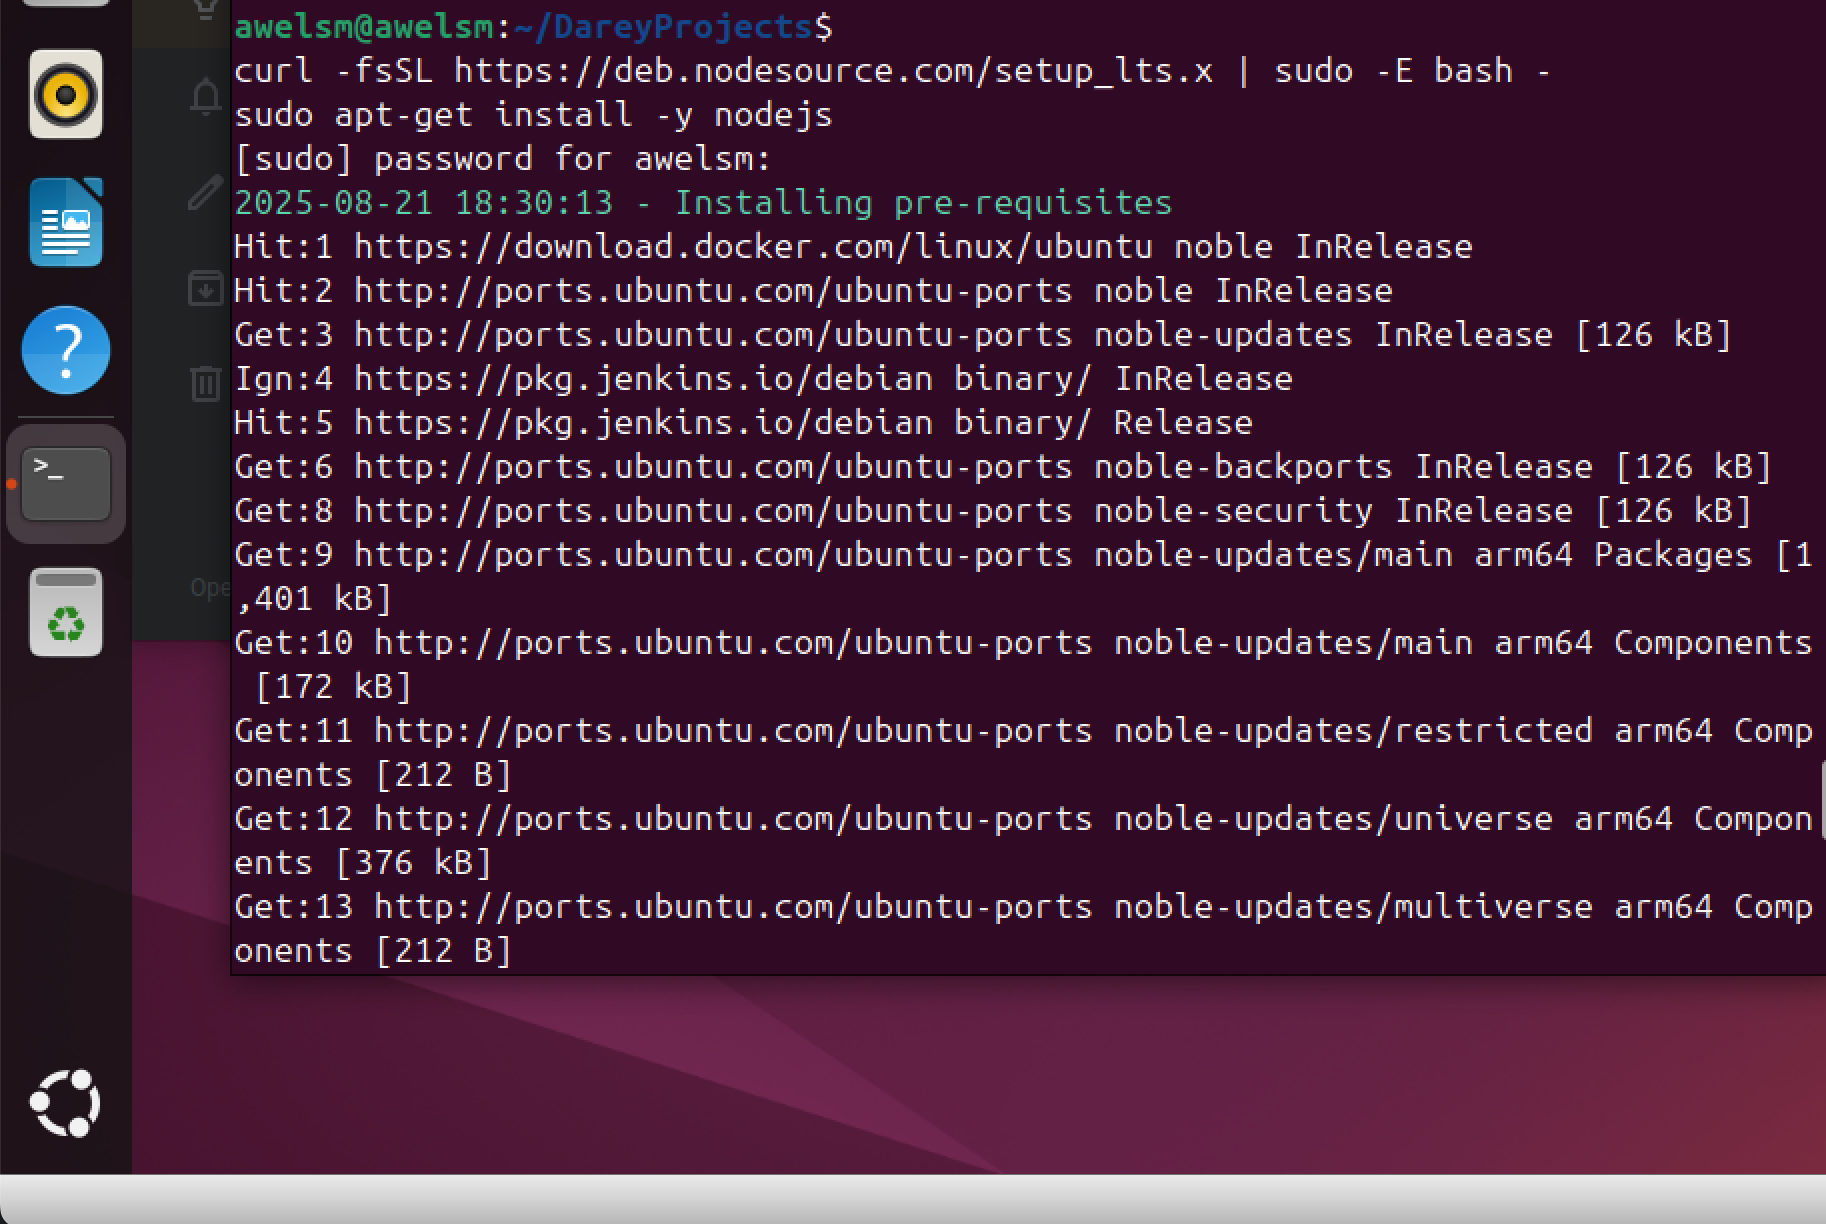 awelsm@awelsm:~/DareyProjects$
curl -fsSL https://deb.nodesource.com/setup_lts.x | sudo -E bash -
sudo apt-get install -y nodejs
[sudo] password for awelsm:
2025-08-21 18:30:13 - Installing pre-requisites
Hit:1 https://download.docker.com/linux/ubuntu noble InRelease
Hit:2 http://ports.ubuntu.com/ubuntu-ports noble InRelease
Get:3 http://ports.ubuntu.com/ubuntu-ports noble-updates InRelease [126 kB]
Ign:4 https://pkg.jenkins.io/debian binary/ InRelease
Hit:5 https://pkg.jenkins.io/debian binary/ Release
Get:6 http://ports.ubuntu.com/ubuntu-ports noble-backports InRelease [126 kB]
Get:8 http://ports.ubuntu.com/ubuntu-ports noble-security InRelease [126 kB]
Get:9 http://ports.ubuntu.com/ubuntu-ports noble-updates/main arm64 Packages [1
,401 kB]
Get:10 http://ports.ubuntu.com/ubuntu-ports noble-updates/main arm64 Components
 [172 kB]
Get:11 http://ports.ubuntu.com/ubuntu-ports noble-updates/restricted arm64 Comp
onents [212 B]
Get:12 http://ports.ubuntu.com/ubuntu-ports noble-updates/universe arm64 Compon
ents [376 kB]
Get:13 http://ports.ubuntu.com/ubuntu-ports noble-updates/multiverse arm64 Comp
onents [212 B]
>_
?
Ope